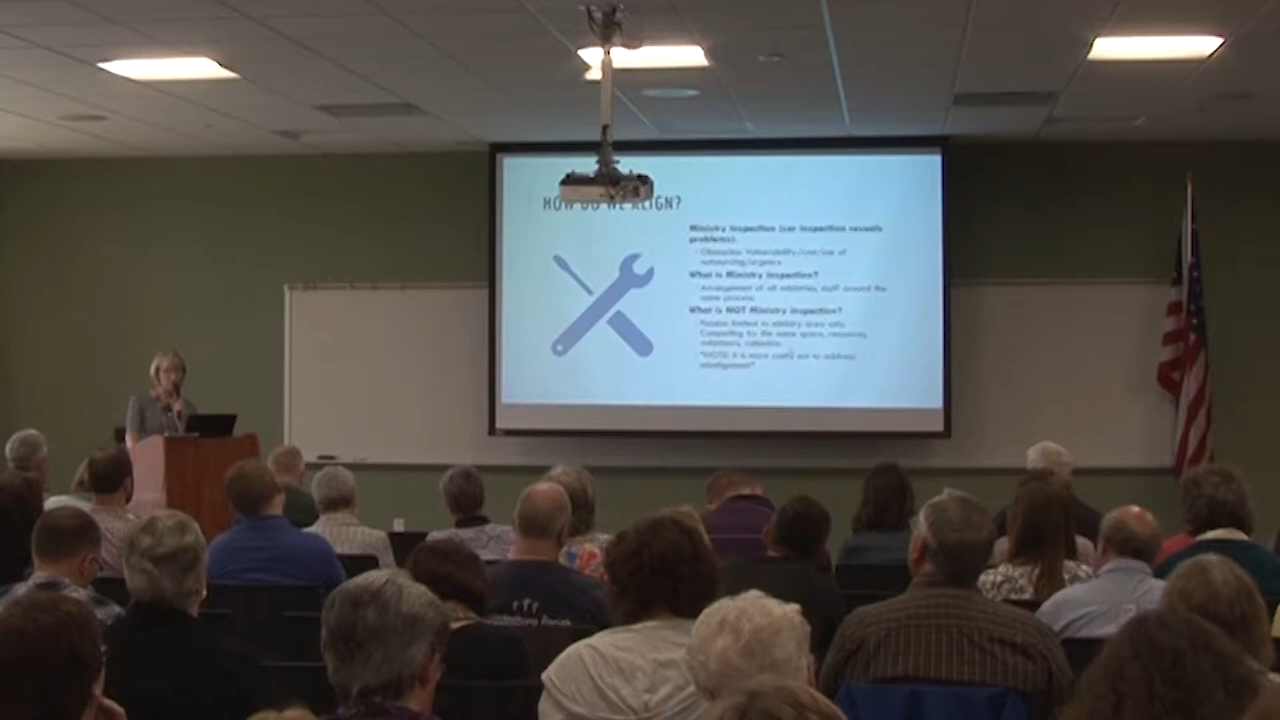 HOW DO WE ALIGN?
Ministry inspection (car inspection reveals
problems).
Obstacles: Vulnerability/cost/use of
outsourcing/urgency
What is Ministry inspection?
Arrangement of all ministries, staff around the
same process.
What is NOT Ministry inspection?
Passion limited to ministry area only.
Competing for the same space, resources,
volunteers, calendar.
"NOTE: it is more costly not to address
misalignment"
Parish